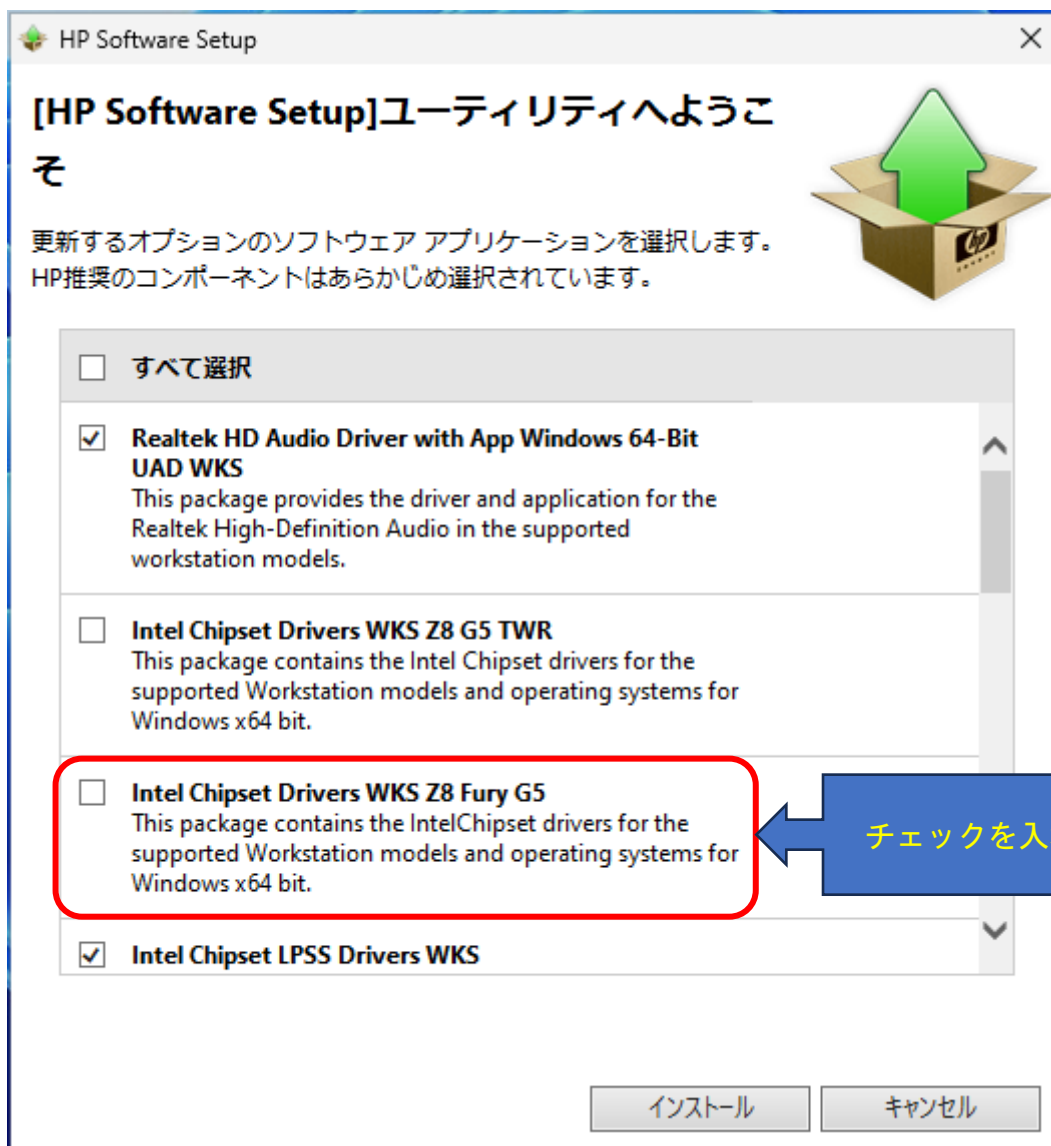 HP Software Setup
[HP Software Setup]ユーティリティへようこ
そ
更新するオプションのソフトウェア アプリケーションを選択します。
HP推奨のコンポーネントはあらかじめ選択されています。
すべて選択
Realtek HD Audio Driver with App Windows 64-Bit
UAD WKS
This package provides the driver and application for the
Realtek High-Definition Audio in the supported
workstation models.
Intel Chipset Drivers WKS Z8 G5 TWR
This package contains the Intel Chipset drivers for the
supported Workstation models and operating systems for
Windows x64 bit.
Intel Chipset Drivers WKS Z8 Fury G5
This package contains the IntelChipset drivers for the
supported Workstation models and operating systems for
Windows x64 bit.
チェックを入
Intel Chipset LPSS Drivers WKS
インストール
キャンセル